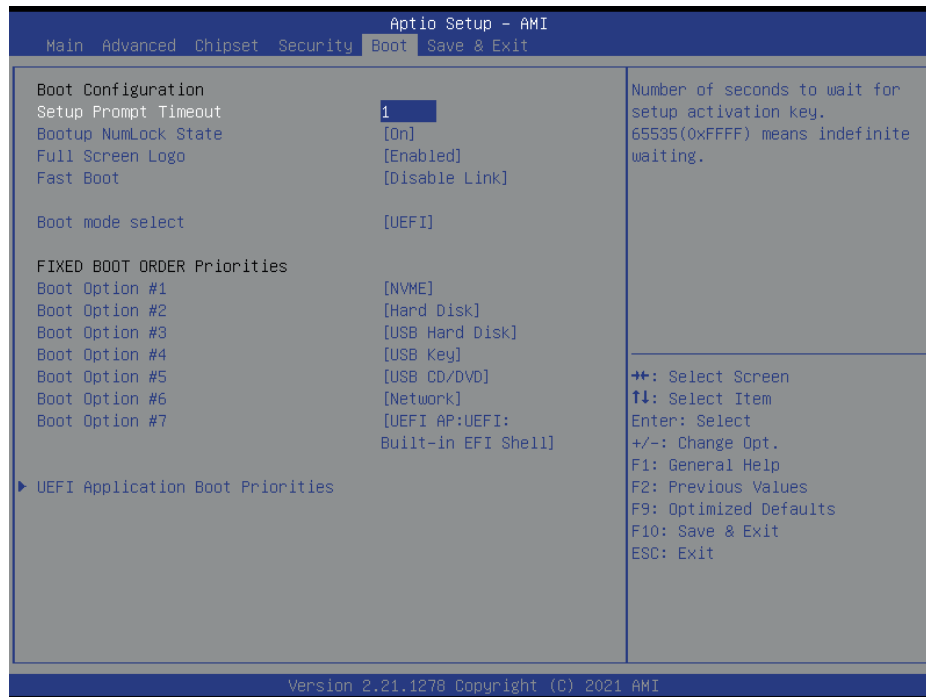 Aptio Setup – AMI
Main Advanced Chipset Security Boot Save & Exit
Boot Configuration
Setup Prompt Timeout 1
Bootup NumLock State [On]
Full Screen Logo [Enabled]
Fast Boot [Disable Link]
Boot mode select [UEFI]
FIXED BOOT ORDER Priorities
Boot Option #1 [NVME]
Boot Option #2 [Hard Disk]
Boot Option #3 [USB Hard Disk]
Boot Option #4 [USB Key]
Boot Option #5 [USB CD/DVD]
Boot Option #6 [Network]
Boot Option #7 [UEFI AP:UEFI:
Built-in EFI Shell]
UEFI Application Boot Priorities
Number of seconds to wait for
setup activation key.
65535(0xFFFF) means indefinite
waiting.
→←: Select Screen
↑↓: Select Item
Enter: Select
+/-: Change Opt.
F1: General Help
F2: Previous Values
F9: Optimized Defaults
F10: Save & Exit
ESC: Exit
Version 2.21.1278 Copyright (C) 2021 AMI